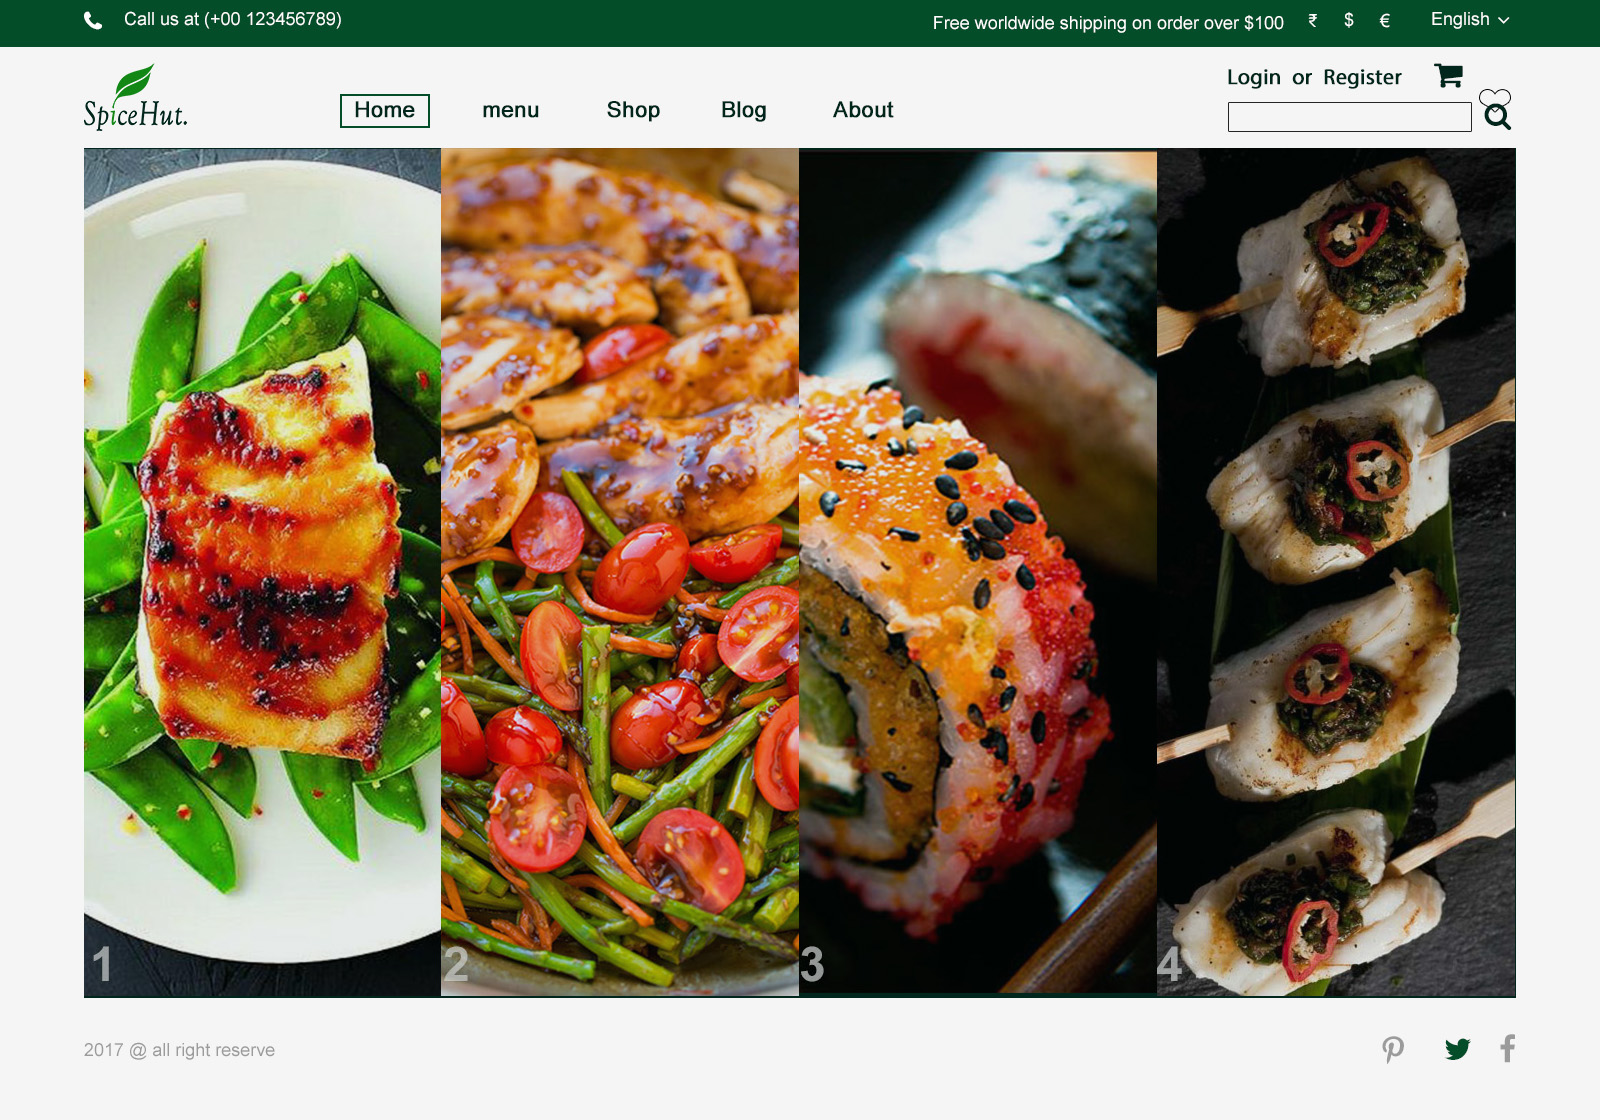 Call us at (+00 123456789)
Free worldwide shipping on order over $100 ₹ $ € English
SpiceHut.
Login or Register
Home menu Shop Blog About
1 2 3 4
2017 @ all right reserve